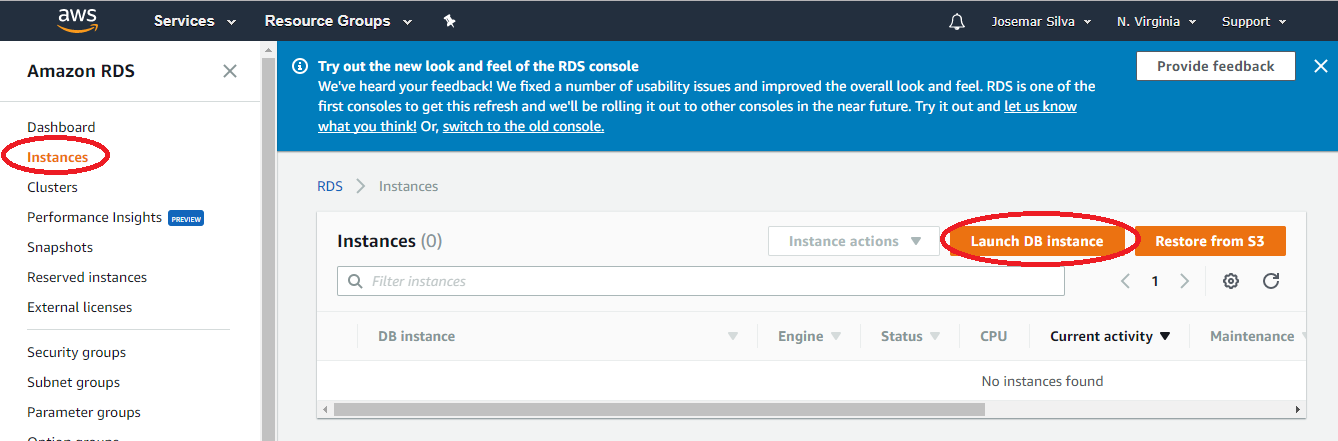 aws Services Resource Groups Josemar Silva N. Virginia Support
Amazon RDS
Dashboard
Instances
Clusters
Performance Insights PREVIEW
Snapshots
Reserved instances
External licenses
Security groups
Subnet groups
Parameter groups
Option groups
Try out the new look and feel of the RDS console
We've heard your feedback! We fixed a number of usability issues and improved the overall look and feel. RDS is one of the
first consoles to get this refresh and we'll be rolling it out to other consoles in the near future. Try it out and let us know
what you think! Or, switch to the old console.
Provide feedback
RDS Instances
Instances (0) Instance actions Launch DB instance Restore from S3
Filter instances 1
DB instance Engine Status CPU Current activity Maintenance
No instances found